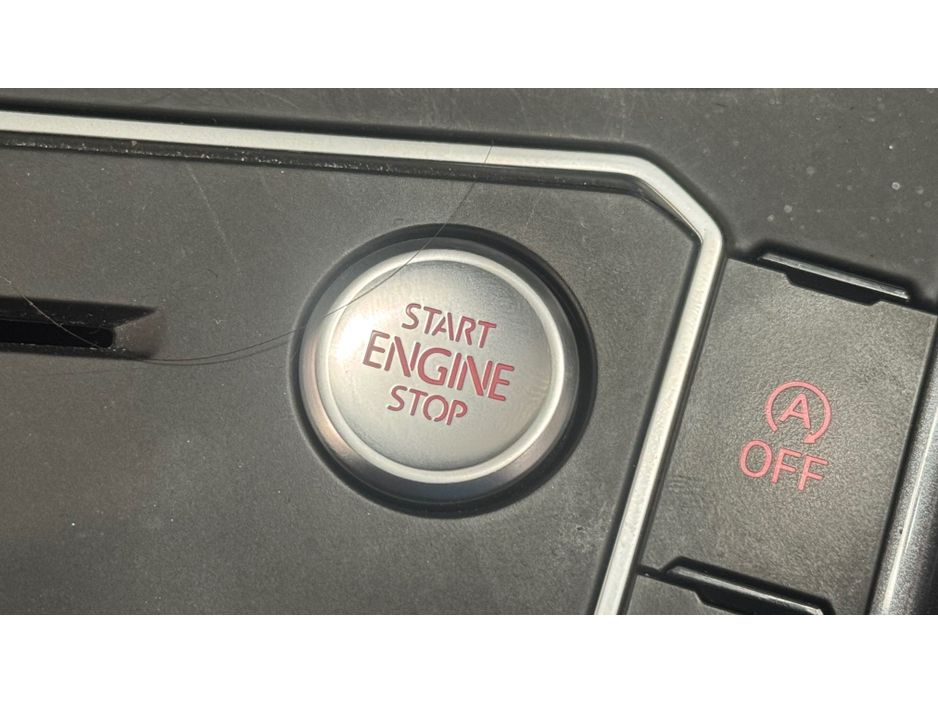 START
ENGINE
STOP
A
OFF